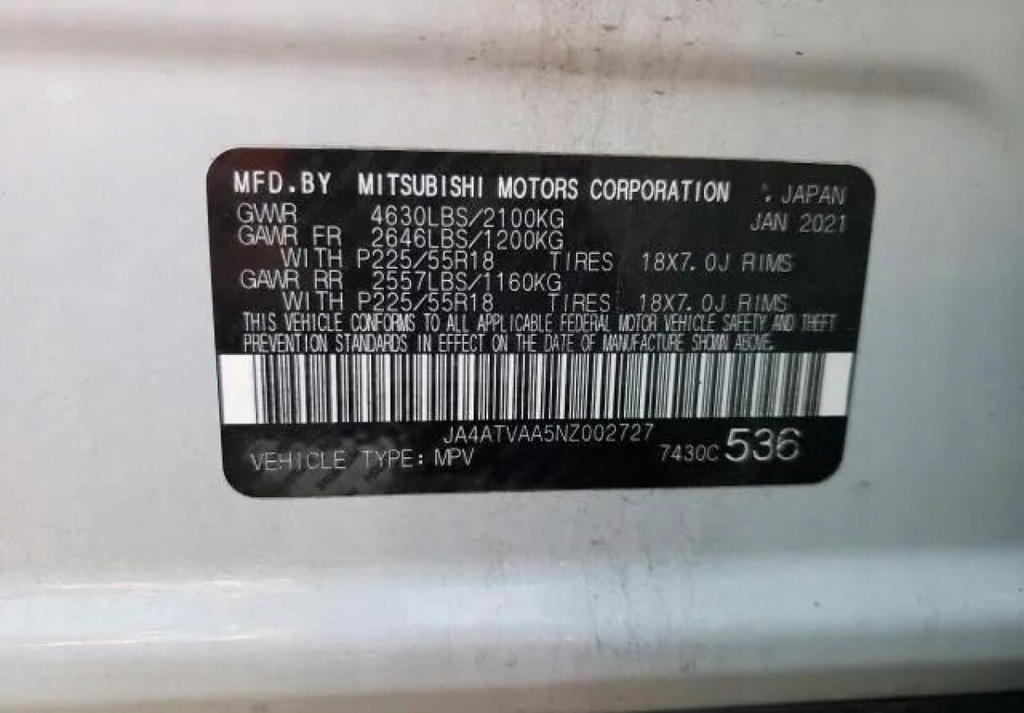 MFD.BY MITSUBISHI MOTORS CORPORATION JAPAN
GVWR 4630LBS/2100KG JAN 2021
GAWR FR 2646LBS/1200KG
WITH P225/55R18 TIRES 18X7.0J RIMS
GAWR RR 2557LBS/1160KG
WITH P225/55R18 TIRES 18X7.0J RIMS
THIS VEHICLE CONFORMS TO ALL APPLICABLE FEDERAL MOTOR VEHICLE SAFETY AND THEFT
PREVENTION STANDARDS IN EFFECT ON THE DATE OF MANUFACTURE SHOWN ABOVE.
JA4ATVAA5NZ002727
VEHICLE TYPE: MPV 7430C 536